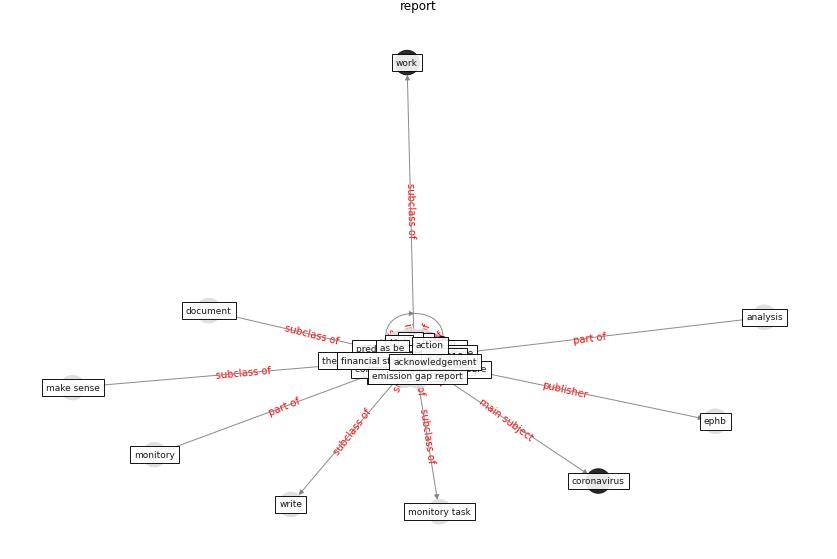 report
work
subclass of
document
subclass of
analysis
part of
action
as be
the
financial st
acknowledgement
emission gap report
make sense
subclass of
monitory
part of
subclass of
write
subclass of
monitory task
main subject
coronavirus
publisher
ephb